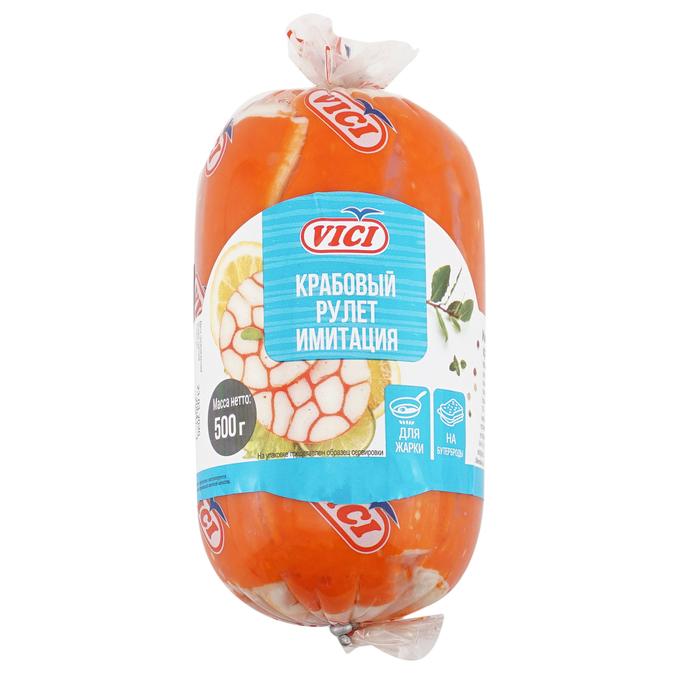 VICI
VICI
КРАБОВЫЙ
РУЛЕТ
ИМИТАЦИЯ
Масса нетто:
500 г
ДЛЯ
ЖАРКИ
НА
БУТЕРБРОДЫ
На упаковке представлен образец сервировки
VICI
VICI